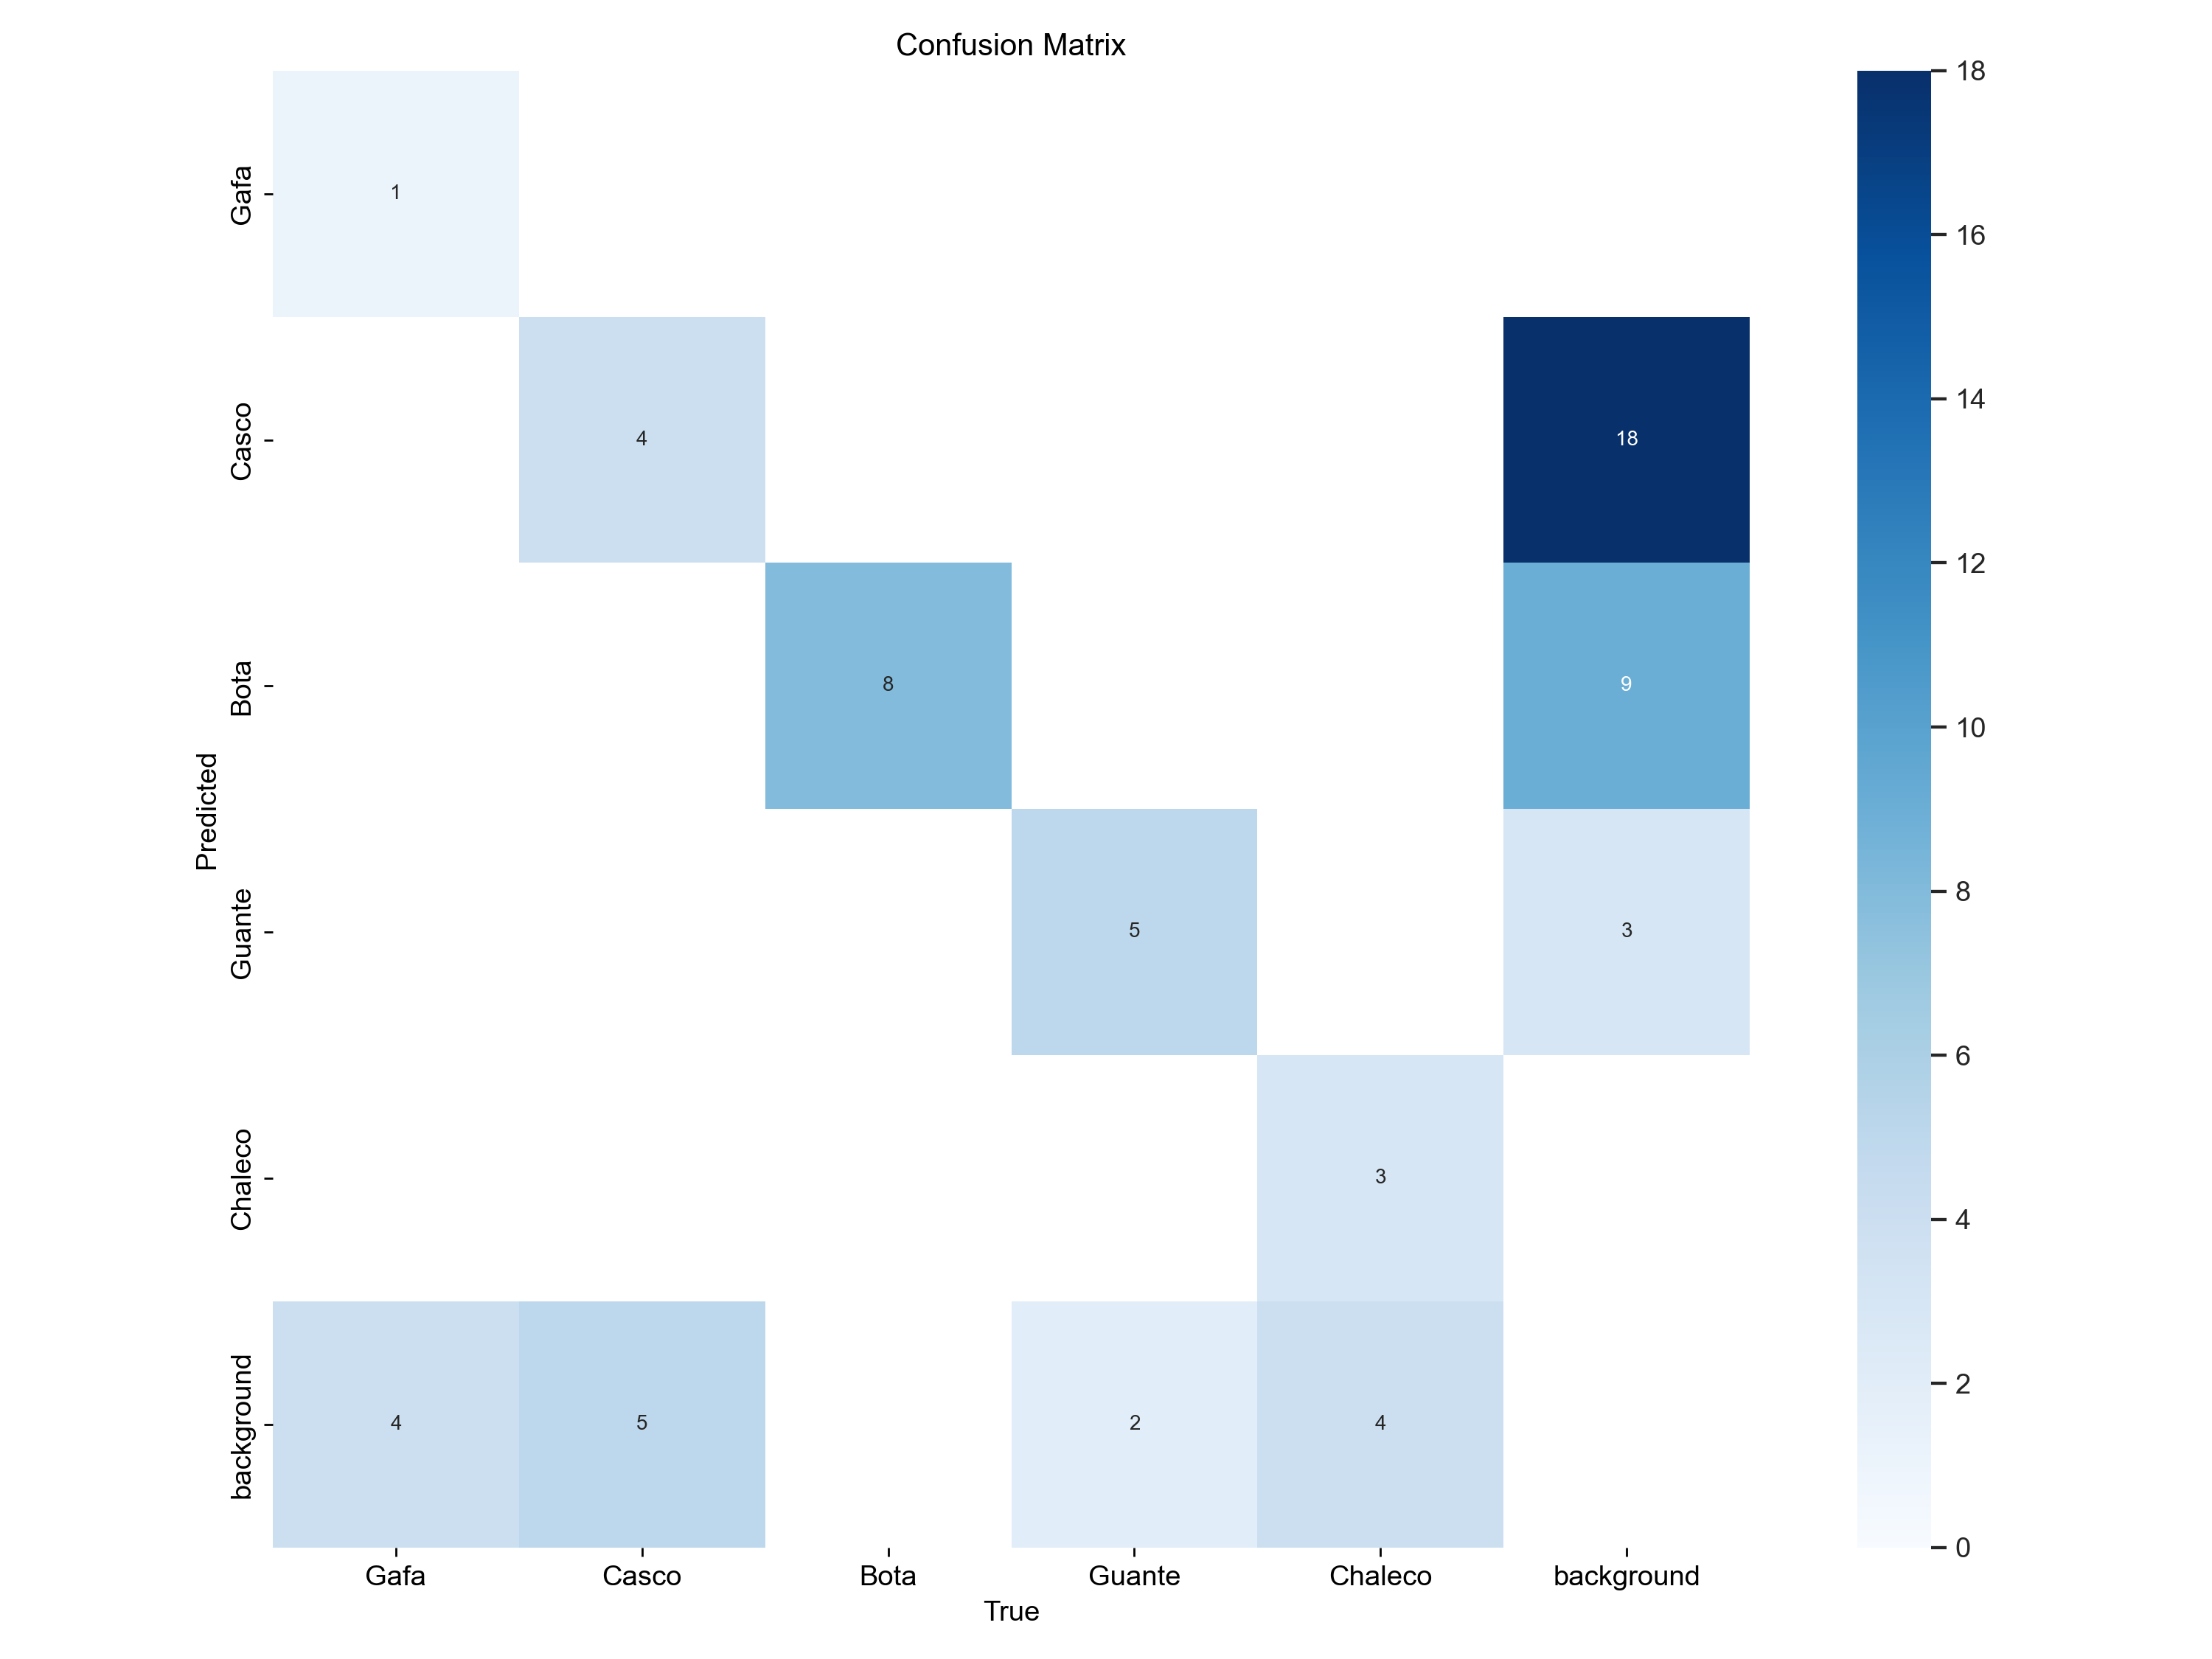 Confusion Matrix
Predicted
Gafa
1
Casco
4
18
Bota
8
9
Guante
5
3
Chaleco
3
background
4
5
2
4
Gafa
Casco
Bota
Guante
Chaleco
background
True
18
16
14
12
10
8
6
4
2
0